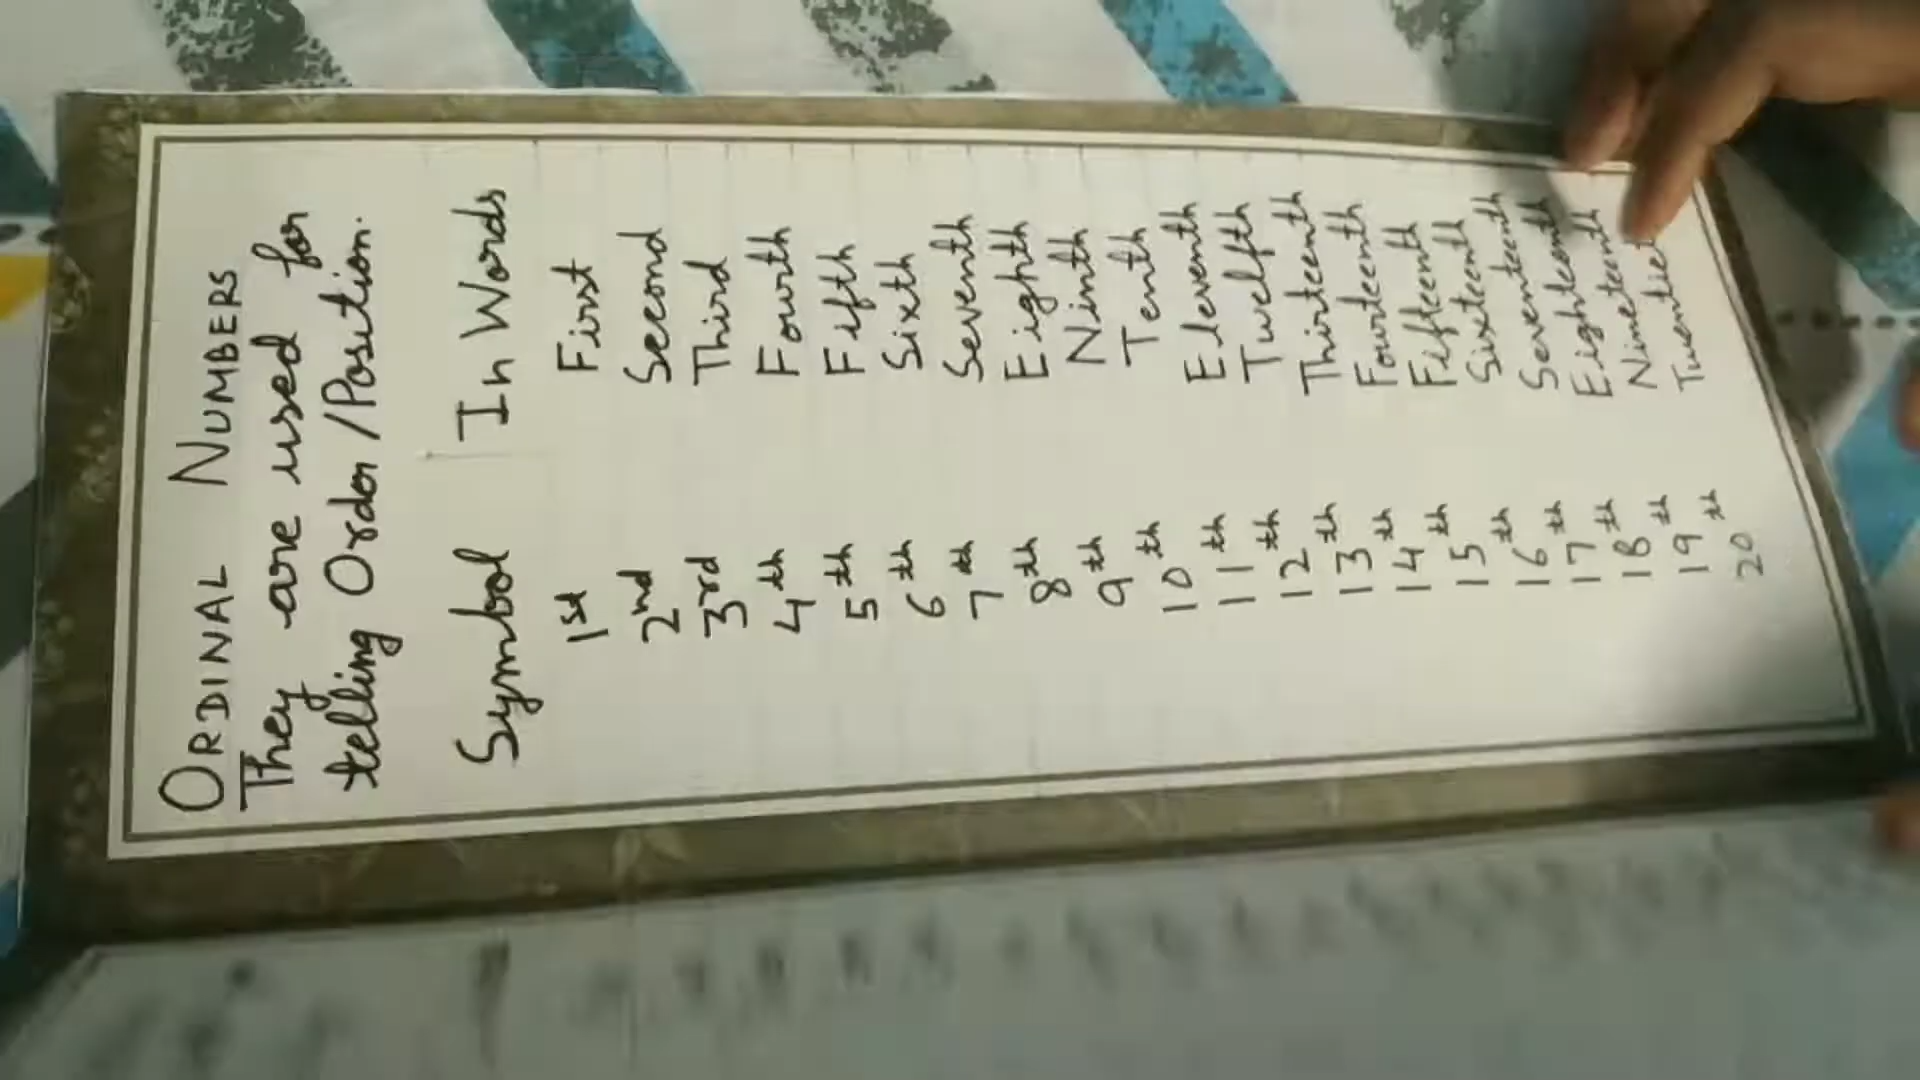 ORDINAL NUMBERS
They are used for
telling Order/Position.
Symbol In Words
1st First
2nd Second
3rd Third
4th Fourth
5th Fifth
6th Sixth
7th Seventh
8th Eighth
9th Ninth
10th Tenth
11th Eleventh
12th Twelfth
13th Thirteenth
14th Fourteenth
15th Fifteenth
16th Sixteenth
17th Seventeenth
18th Eighteenth
19th
20th